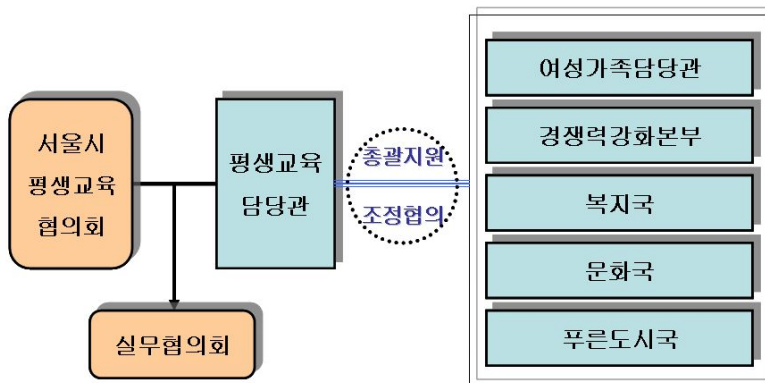 서울시
평생교육
협의회
평생교육
담당관
실무협의회
총괄지원
조정협의
여성가족담당관
경쟁력강화본부
복지국
문화국
푸른도시국